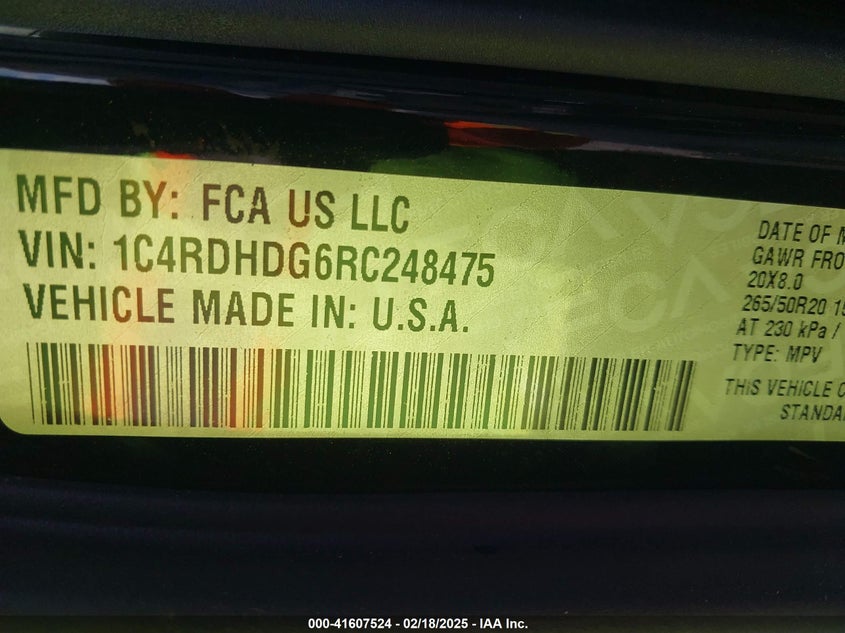 MFD BY: FCA US LLC
VIN: 1C4RDHDG6RC248475
VEHICLE MADE IN: U.S.A.
DATE OF M
GAWR FRO
20X8.0
265/50R20 15
AT 230 kPa /
TYPE: MPV
THIS VEHICLE C
STANDA
000-41607524 - 02/18/2025 - IAA Inc.